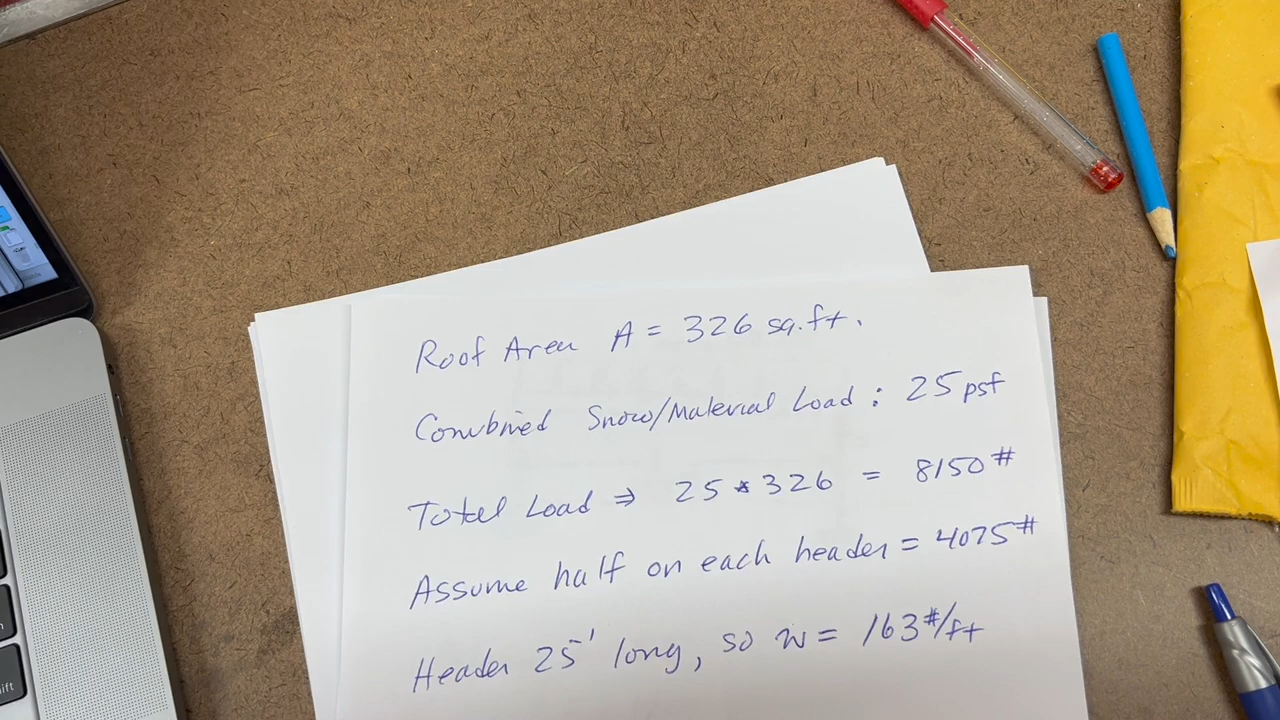 Roof Area A = 326 sq.ft.
Combined Snow/Material Load : 25 psf
Total Load ⇒ 25 * 326 = 8150 #
Assume half on each header = 4075 #
Header 25' long, so w = 163 #/ft